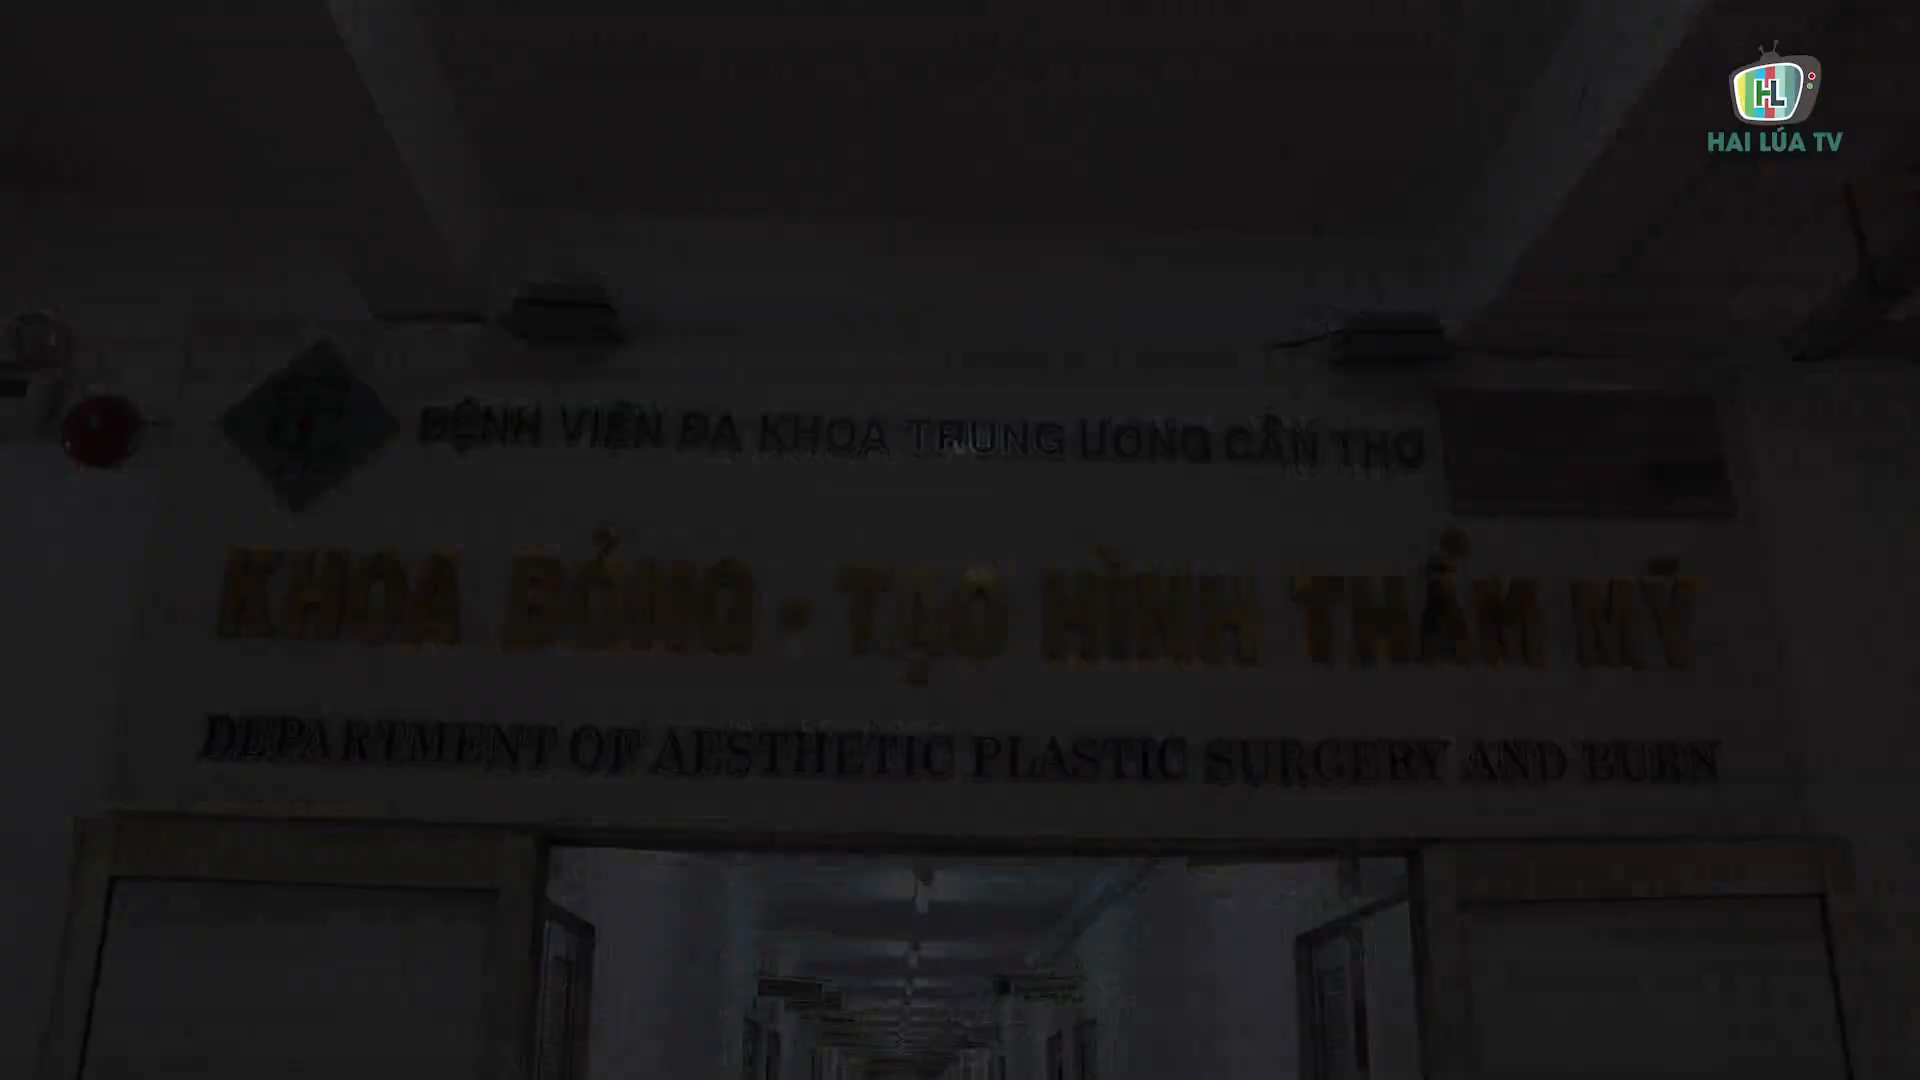 HL
HAI LÚA TV
BỆNH VIỆN ĐA KHOA TRUNG ƯƠNG CẦN THƠ
KHOA BỎNG - TẠO HÌNH THẨM MỸ
DEPARTMENT OF AESTHETIC PLASTIC SURGERY AND BURN